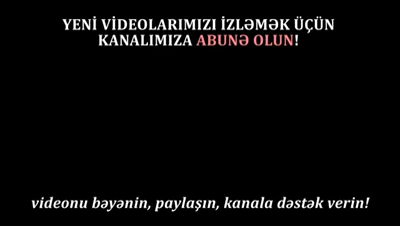 YENİ VİDEOLARIMIZI İZLƏMƏK ÜÇÜN
KANALIMIZA ABUNƏ OLUN!
videonu bəyənin, paylaşın, kanala dəstək verin!